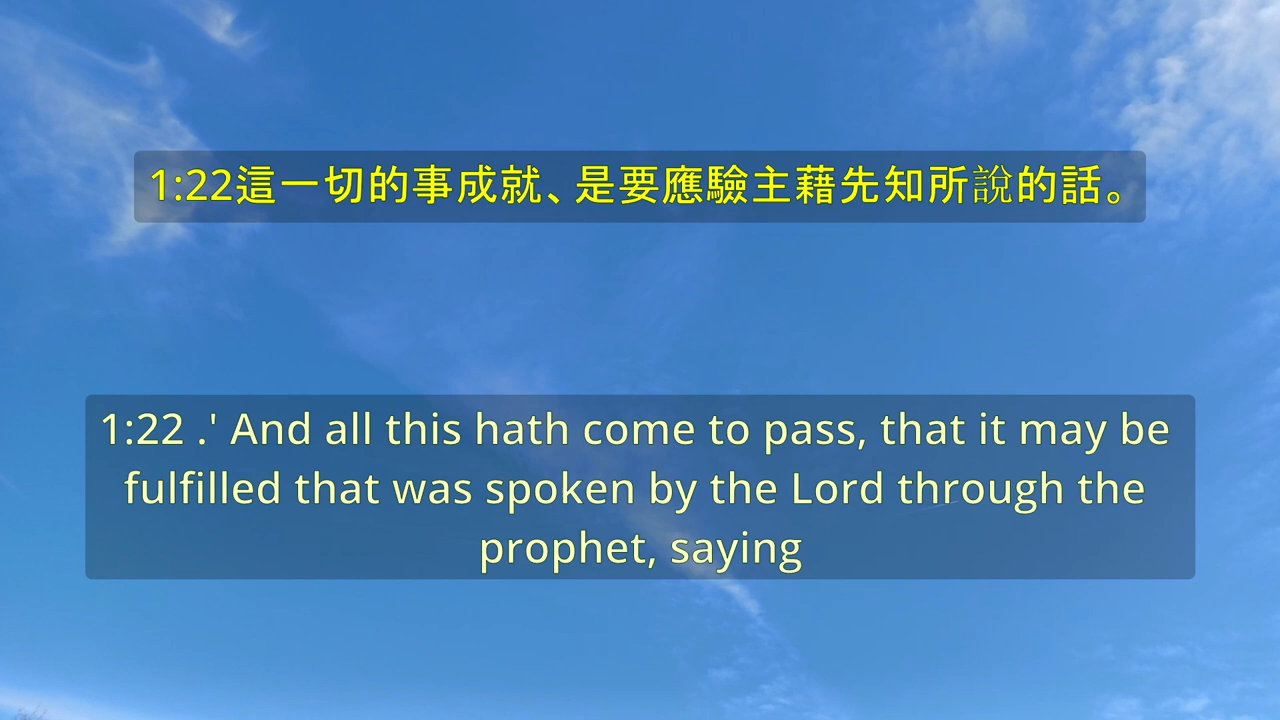 1:22這一切的事成就、是要應驗主藉先知所說的話。
1:22 .' And all this hath come to pass, that it may be
fulfilled that was spoken by the Lord through the
prophet, saying